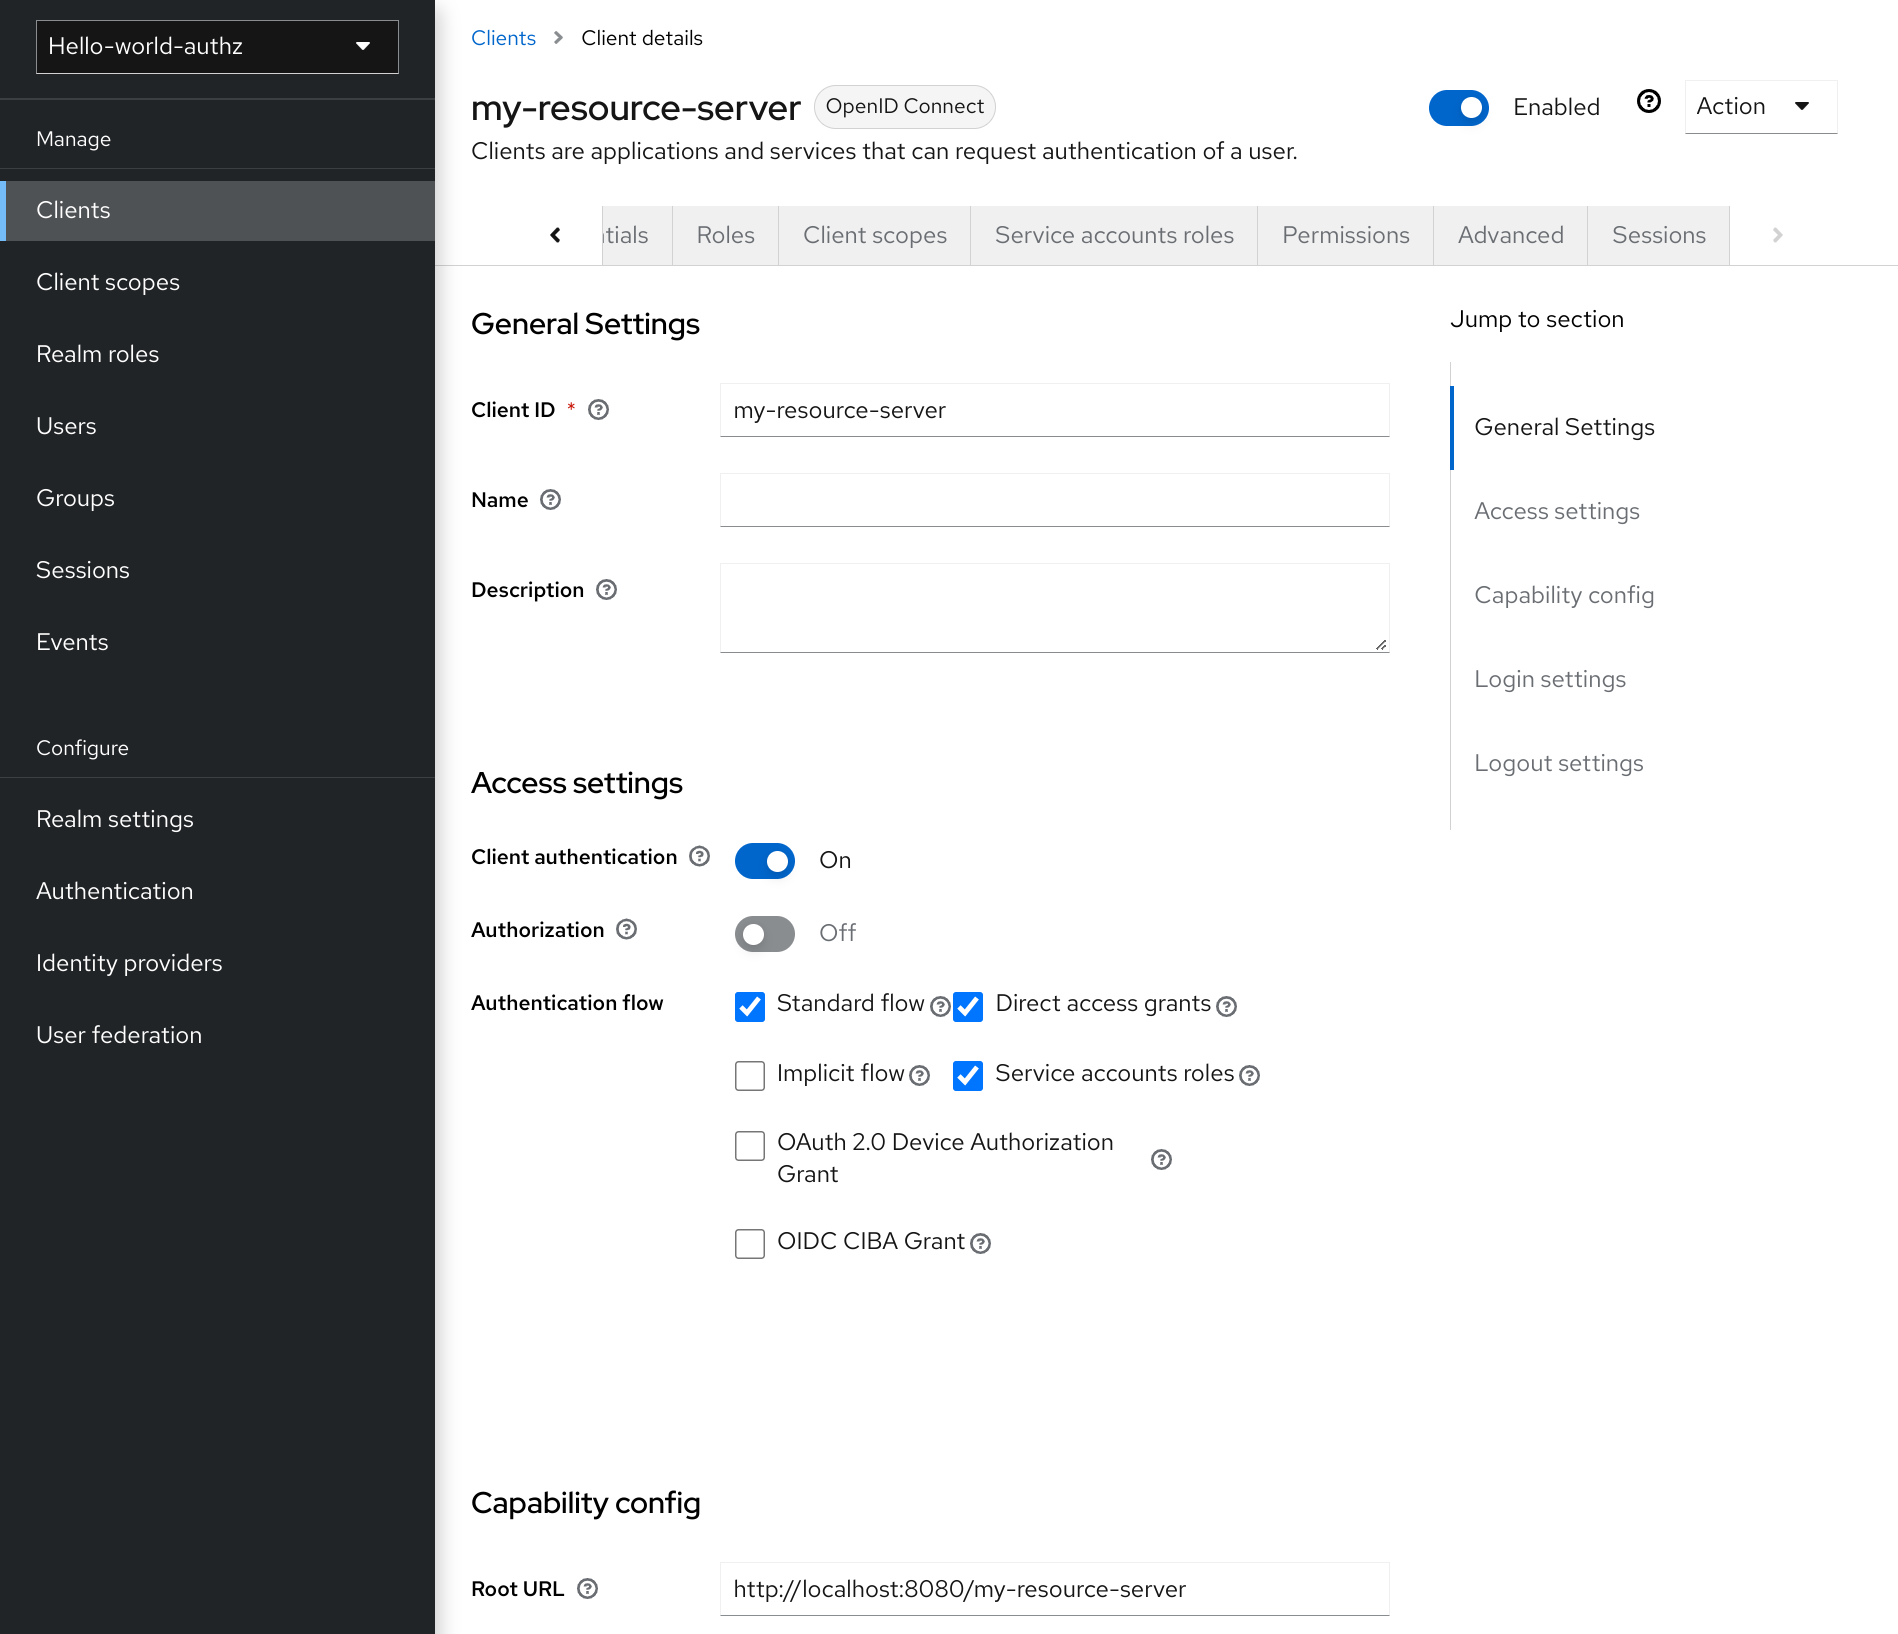 Hello-world-authz
Manage
Clients
Client scopes
Realm roles
Users
Groups
Sessions
Events
Configure
Realm settings
Authentication
Identity providers
User federation
Clients > Client details
my-resource-server OpenID Connect
Enabled
Action
Clients are applications and services that can request authentication of a user.
tials Roles Client scopes Service accounts roles Permissions Advanced Sessions
General Settings
Client ID * my-resource-server
Name
Description
Access settings
Client authentication On
Authorization Off
Authentication flow Standard flow Direct access grants
Implicit flow Service accounts roles
OAuth 2.0 Device Authorization
Grant
OIDC CIBA Grant
Capability config
Root URL http://localhost:8080/my-resource-server
Jump to section
General Settings
Access settings
Capability config
Login settings
Logout settings